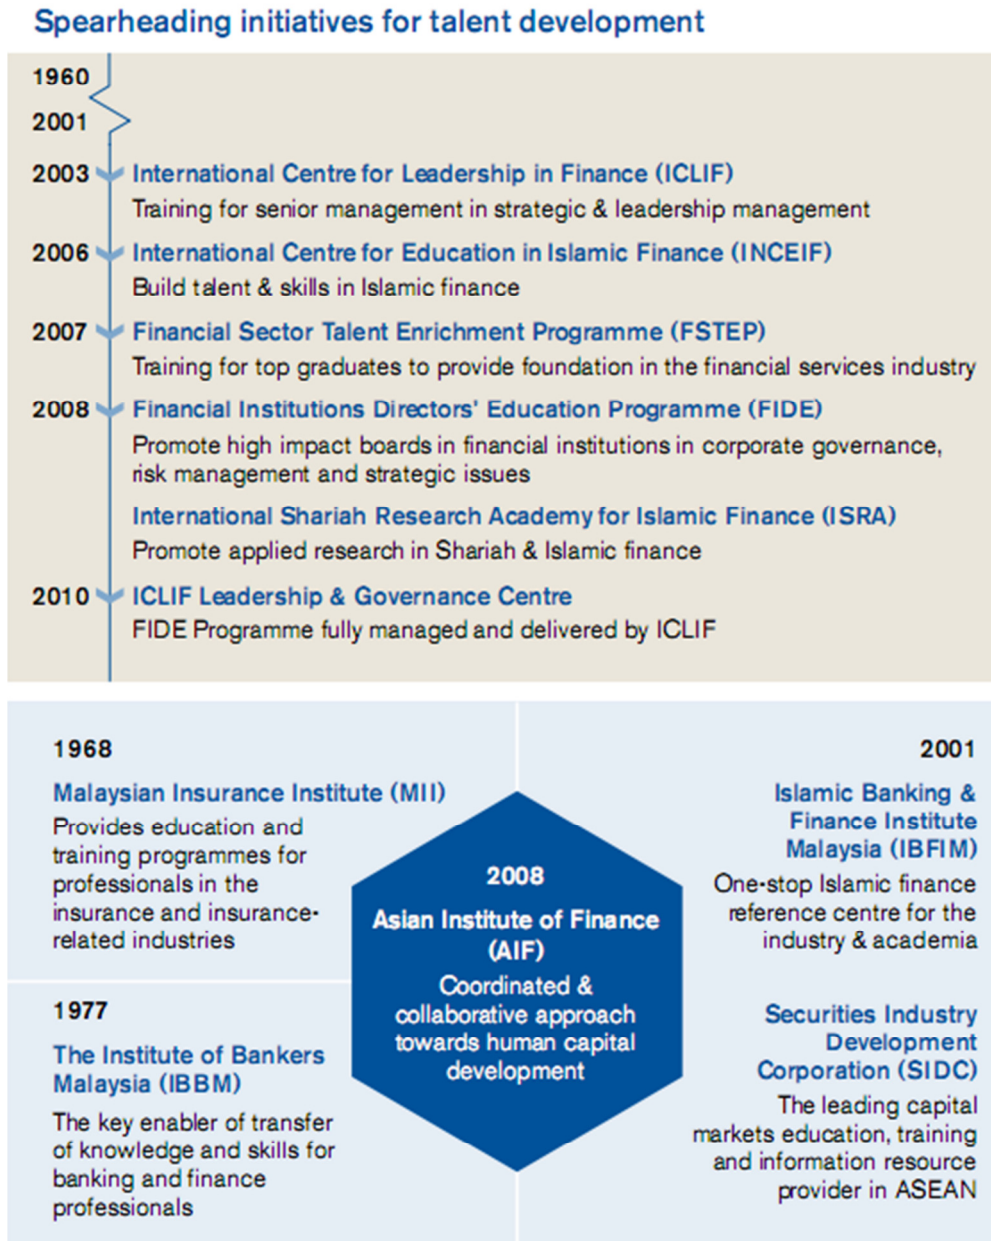 Spearheading initiatives for talent development
1960
2001
2003 International Centre for Leadership in Finance (ICLIF)
Training for senior management in strategic & leadership management
2006 International Centre for Education in Islamic Finance (INCEIF)
Build talent & skills in Islamic finance
2007 Financial Sector Talent Enrichment Programme (FSTEP)
Training for top graduates to provide foundation in the financial services industry
2008 Financial Institutions Directors' Education Programme (FIDE)
Promote high impact boards in financial institutions in corporate governance,
risk management and strategic issues
International Shariah Research Academy for Islamic Finance (ISRA)
Promote applied research in Shariah & Islamic finance
2010 ICLIF Leadership & Governance Centre
FIDE Programme fully managed and delivered by ICLIF
1968
Malaysian Insurance Institute (MII)
Provides education and
training programmes for
professionals in the
insurance and insurance-
related industries
1977
The Institute of Bankers
Malaysia (IBBM)
The key enabler of transfer
of knowledge and skills for
banking and finance
professionals
2008
Asian Institute of Finance
(AIF)
Coordinated &
collaborative approach
towards human capital
development
2001
Islamic Banking &
Finance Institute
Malaysia (IBFIM)
One-stop Islamic finance
reference centre for the
industry & academia
Securities Industry
Development
Corporation (SIDC)
The leading capital
markets education, training
and information resource
provider in ASEAN